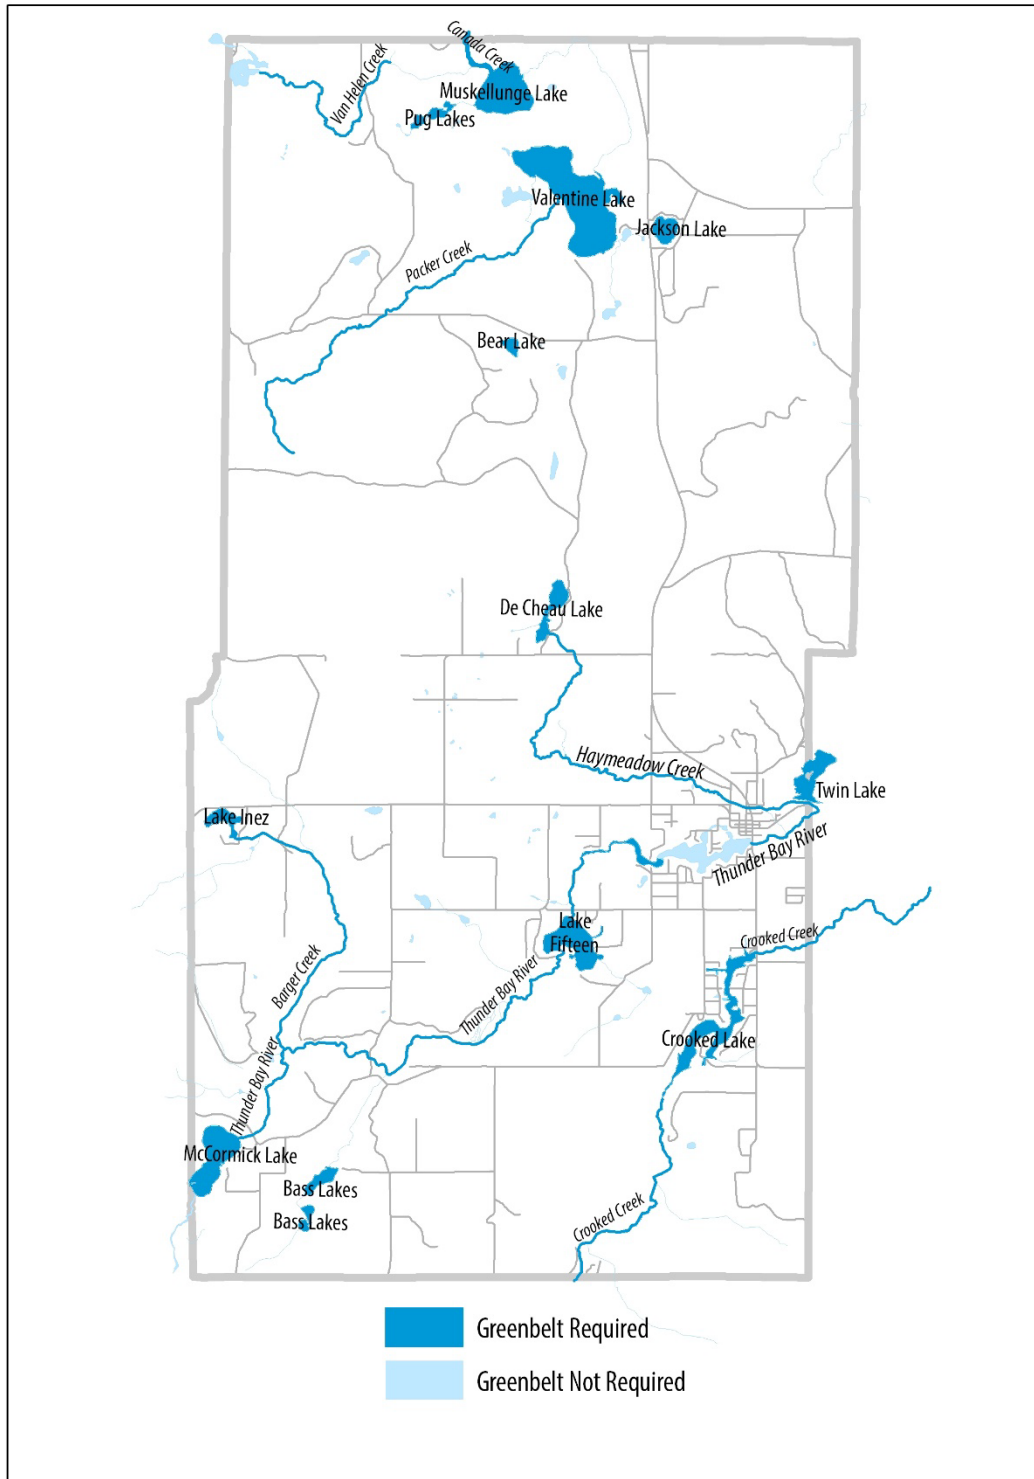 Canada Creek
Van Helen Creek
Muskellunge Lake
Pug Lakes
Valentine Lake
Jackson Lake
Packer Creek
Bear Lake
De Cheau Lake
Haymeadow Creek
Twin Lake
Lake Inez
Thunder Bay River
Lake
Fifteen
Crooked Creek
Barger Creek
Thunder Bay River
Crooked Lake
Thunder Bay River
McCormick Lake
Bass Lakes
Bass Lakes
Crooked Creek
Greenbelt Required
Greenbelt Not Required